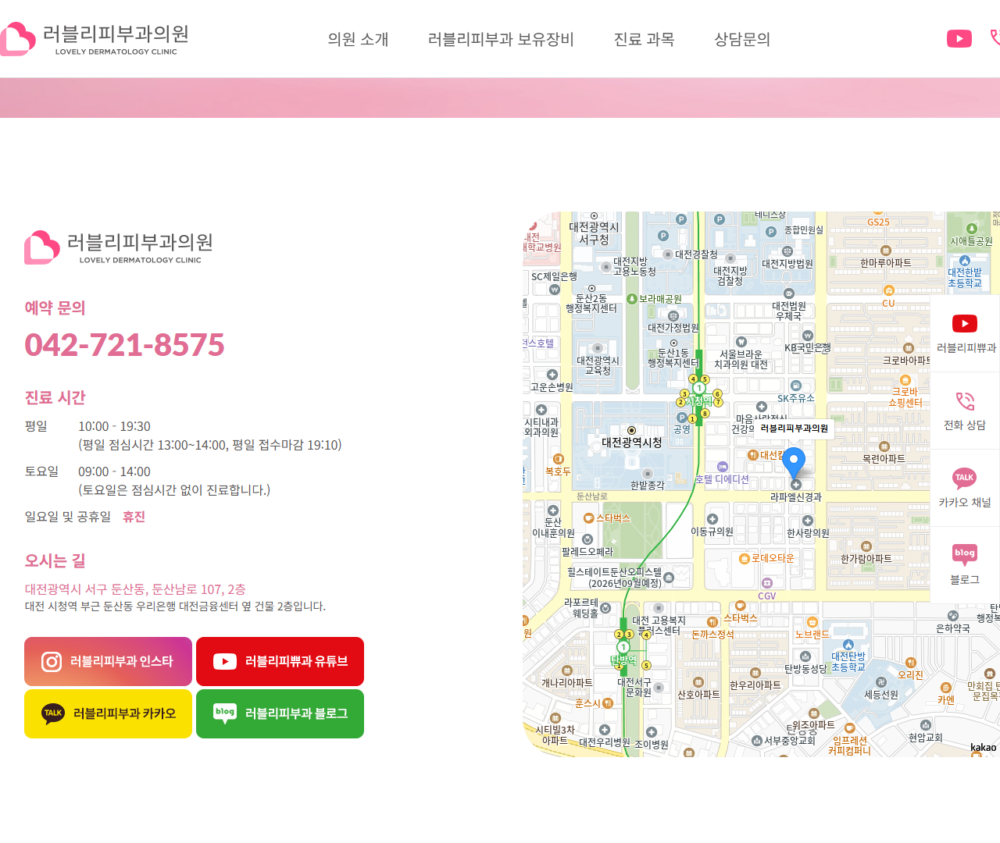 러블리피부과의원
LOVELY DERMATOLOGY CLINIC
의원 소개
러블리피부과 보유장비
진료 과목
상담문의
러블리피부과의원
LOVELY DERMATOLOGY CLINIC
예약 문의
042-721-8575
진료 시간
평일 10:00 - 19:30
(평일 점심시간 13:00~14:00, 평일 접수마감 19:10)
토요일 09:00 - 14:00
(토요일은 점심시간 없이 진료합니다.)
일요일 및 공휴일 휴진
오시는 길
대전광역시 서구 둔산동, 둔산남로 107, 2층
대전 시청역 부근 둔산동 우리은행 대전금융센터 옆 건물 2층입니다.
러블리피부과 인스타
러블리피쀼과 유튜브
TALK
러블리피부과 카카오
blog
러블리피부과 블로그
대전광역시
서구청
테니스장
종합민원실
GS25
시애틀공원
대전
대학교병원
대전지방
고용노동청
대전경찰청
대전지방
검찰청
대전지방법원
한마루아파트
대전한밭
초등학교
SC제일은행
둔산2동
행정복지센터
보라매공원
대전법원
우체국
CU
대전가정법원
둔산1동
행정복지센터
서울브라운
치과의원 대전
KB국민은행
크로바아파트
대전광역시
교육청
고운손병원
시청역
1
2
3
4
5
6
7
8
SK주유소
크로바
쇼핑센터
시티내과
외과의원
공영
러블리피부과의원
대전광역시청
목련아파트
복호두
한밭종각
호텔 디에디션
라파엘신경과
둔산남로
둔산
이내훈의원
스타벅스
이동규의원
한사랑의원
팔레드오페라
로데오타운
한가람아파트
힐스테이트둔산오피스텔
(2026년09월예정)
CGV
라포르테
웨딩홀
대전 고용복지
플러스센터
스타벅스
돈까스정석
노브랜드
은하약국
탄방역
1
1
2
3
4
5
대전탄방
초등학교
탄방동성당
오리진
개나리아파트
대전서구
문화원
산호아파트
한우리아파트
세등선원
카엔
훈스시
시티빌3차
아파트
대전우리병원
조이병원
위즈아파트
서부중앙교회
임프레션
커피컴퍼니
현암교회
kakao
러블리피쀼과
전화 상담
TALK
카카오 채널
blog
블로그